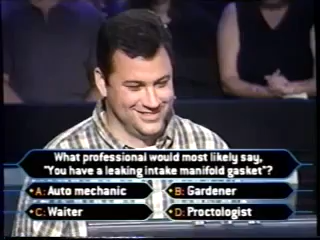 What professional would most likely say,
"You have a leaking intake manifold gasket"?
A: Auto mechanic
B: Gardener
C: Waiter
D: Proctologist